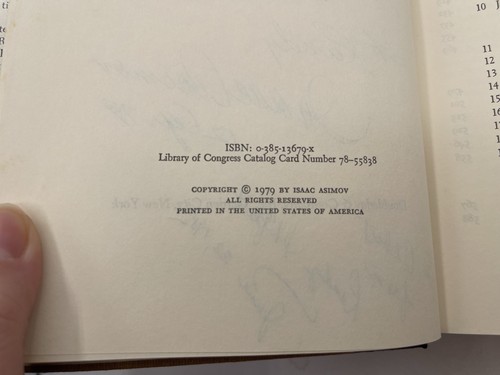 ISBN: 0-385-13679-x
Library of Congress Catalog Card Number 78–55838
COPYRIGHT © 1979 BY ISAAC ASIMOV
ALL RIGHTS RESERVED
PRINTED IN THE UNITED STATES OF AMERICA
10
11
12
13
14
15